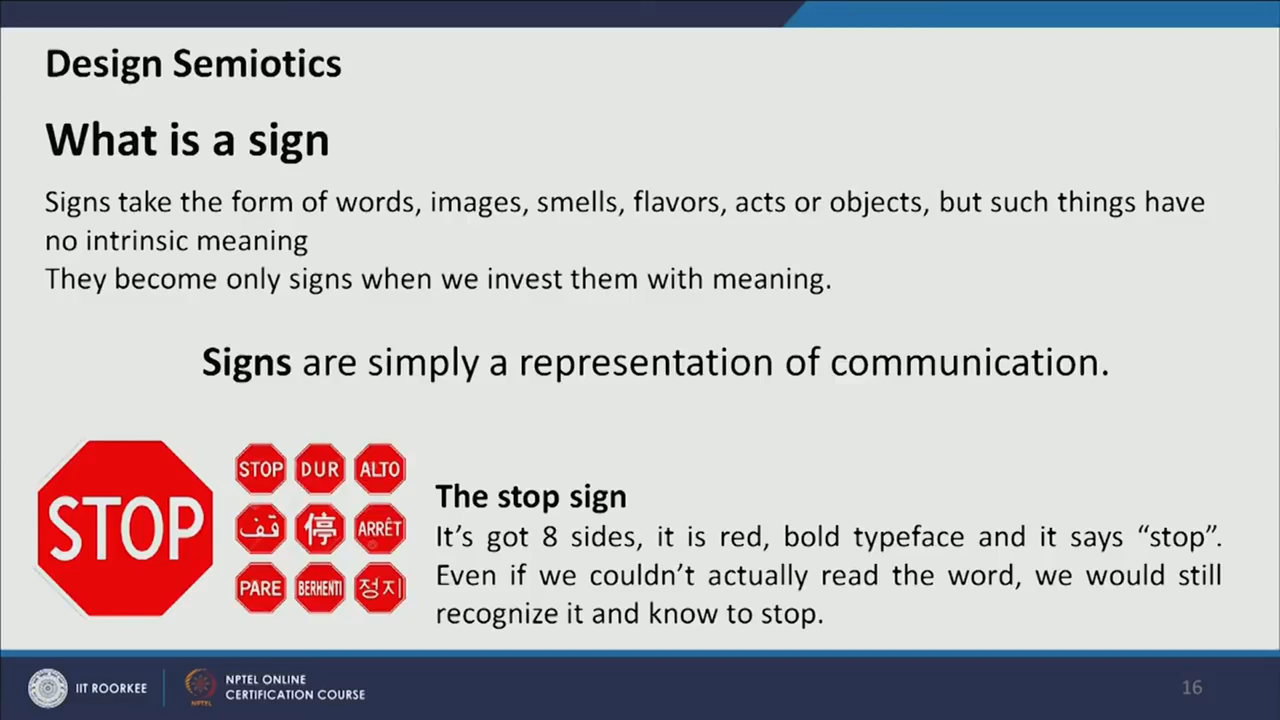 Design Semiotics
What is a sign
Signs take the form of words, images, smells, flavors, acts or objects, but such things have
no intrinsic meaning
They become only signs when we invest them with meaning.
Signs are simply a representation of communication.
STOP
STOP DUR ALTO
قف 停 ARRÊT
PARE BERHENTI 정지
The stop sign
It's got 8 sides, it is red, bold typeface and it says “stop”.
Even if we couldn't actually read the word, we would still
recognize it and know to stop.
IIT ROORKEE
NPTEL
NPTEL ONLINE
CERTIFICATION COURSE
16